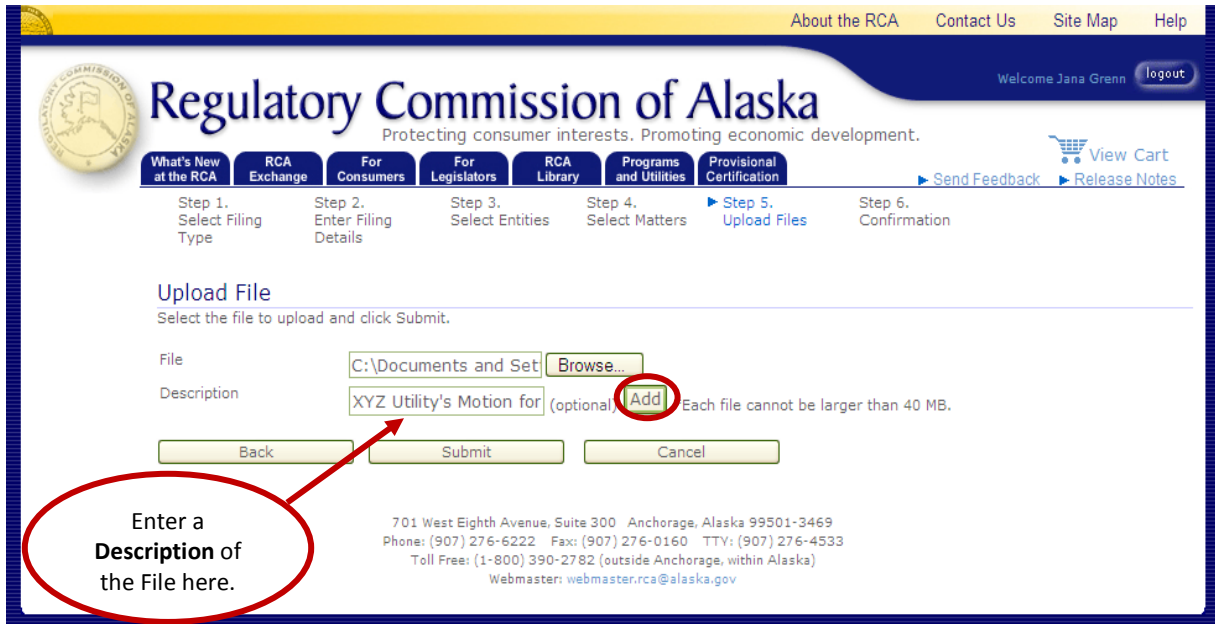 About the RCA Contact Us Site Map Help
Welcome Jana Grenn logout
Regulatory Commission of Alaska
Protecting consumer interests. Promoting economic development.
View Cart
What's New at the RCA
RCA Exchange
For Consumers
For Legislators
RCA Library
Programs and Utilities
Provisional Certification
Send Feedback Release Notes
Step 1. Select Filing Type
Step 2. Enter Filing Details
Step 3. Select Entities
Step 4. Select Matters
Step 5. Upload Files
Step 6. Confirmation
Upload File
Select the file to upload and click Submit.
File C:\Documents and Set Browse...
Description XYZ Utility's Motion for (optional) Add Each file cannot be larger than 40 MB.
Back Submit Cancel
Enter a
Description of
the File here.
701 West Eighth Avenue, Suite 300 Anchorage, Alaska 99501-3469
Phone: (907) 276-6222 Fax: (907) 276-0160 TTY: (907) 276-4533
Toll Free: (1-800) 390-2782 (outside Anchorage, within Alaska)
Webmaster: webmaster.rca@alaska.gov